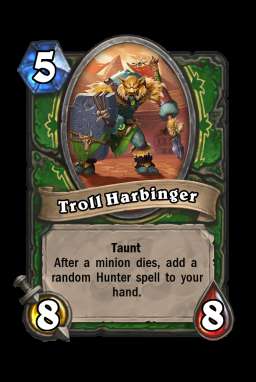 5
Troll Harbinger
Taunt
After a minion dies, add a
random Hunter spell to your
hand.
8
8